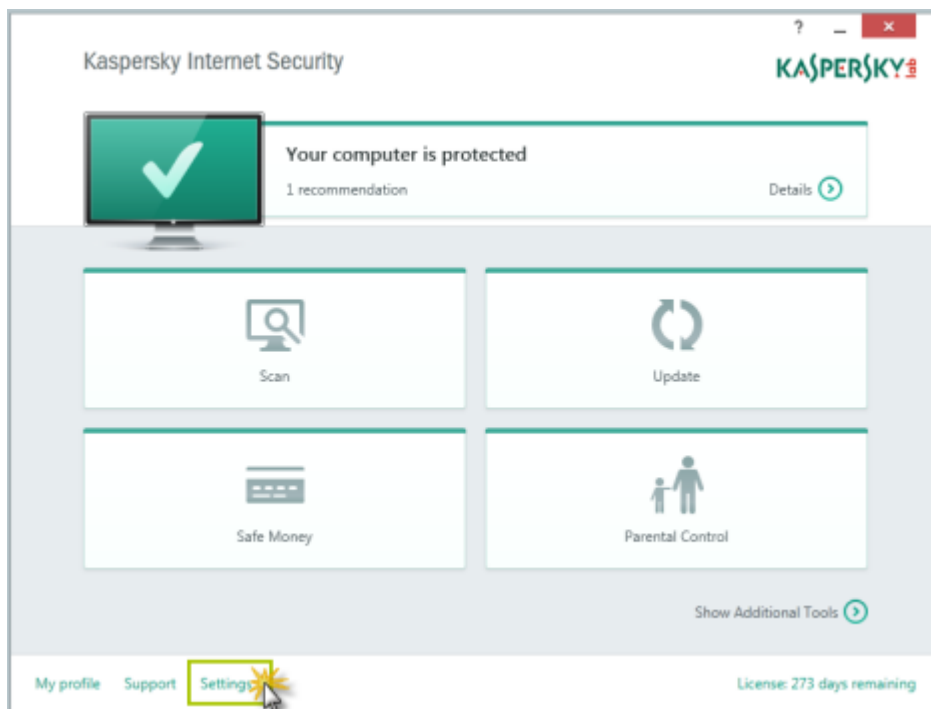 ?
Kaspersky Internet Security
KASPERSKY lab
Your computer is protected
1 recommendation
Details
Scan
Update
Safe Money
Parental Control
Show Additional Tools
My profile Support Settings
License: 273 days remaining